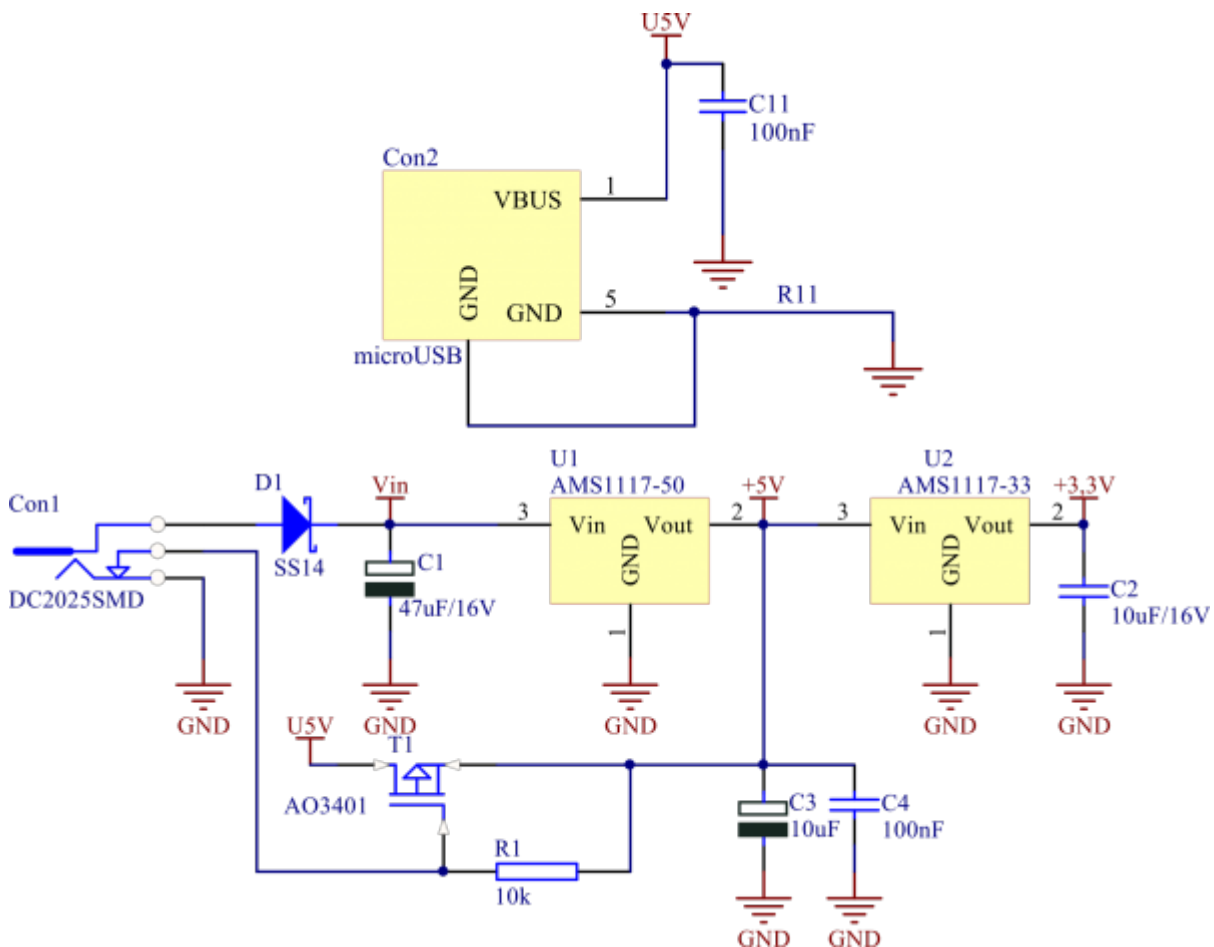 U5V
C11
100nF
Con2
VBUS
1
GND
GND
5
R11
microUSB
Con1
D1
SS14
DC2025SMD
GND
Vin
C1
47uF/16V
GND
U1
AMS1117-50
3
Vin
Vout
2
GND
1
GND
+5V
U2
AMS1117-33
3
Vin
Vout
2
GND
1
GND
+3,3V
C2
10uF/16V
GND
U5V
T1
AO3401
R1
10k
C3
10uF
GND
C4
100nF
GND